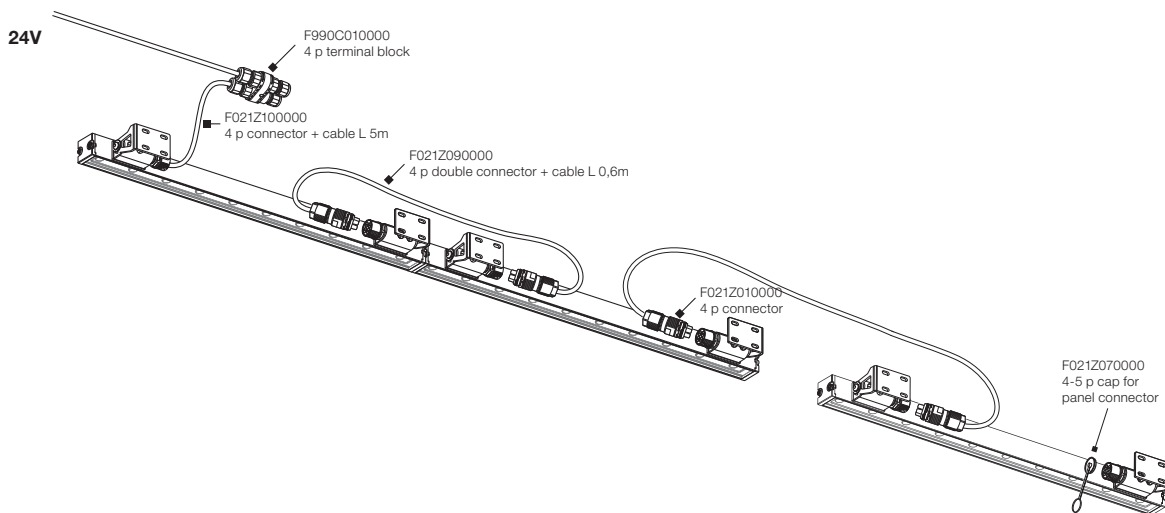 24V
F990C010000
4 p terminal block
F021Z100000
4 p connector + cable L 5m
F021Z090000
4 p double connector + cable L 0,6m
F021Z010000
4 p connector
F021Z070000
4-5 p cap for
panel connector